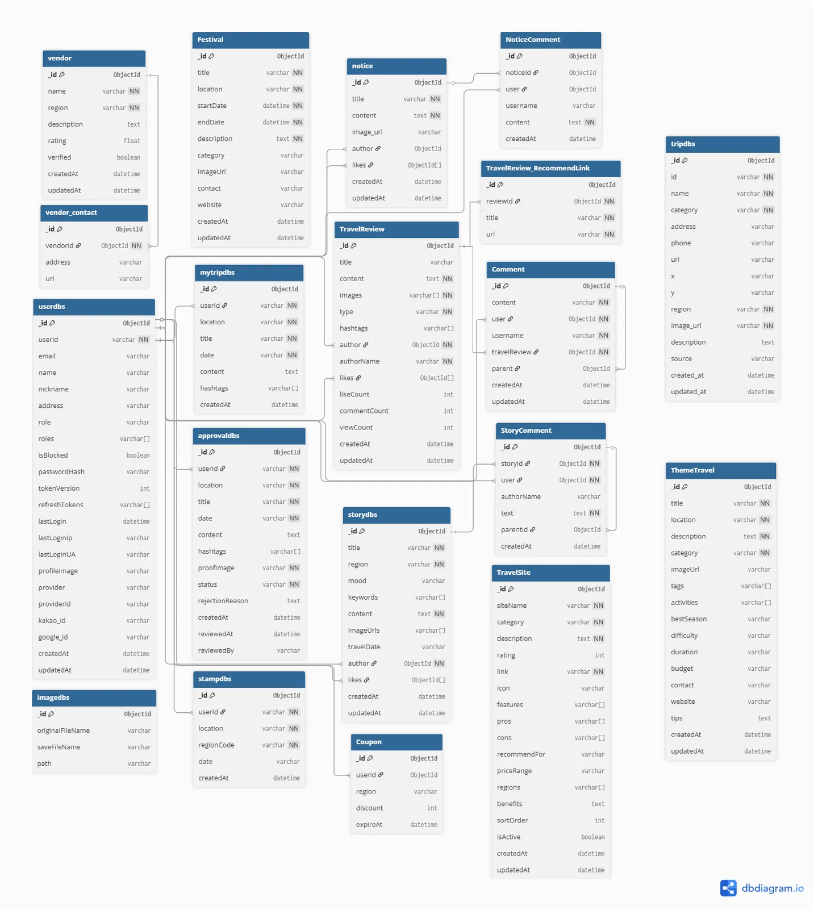 vendor
_id ObjectId
name varchar NN
region varchar NN
description text
rating float
verified boolean
createdAt datetime
updatedAt datetime
vendor_contact
_id ObjectId
vendorId ObjectId NN
address varchar
url varchar
userdbs
_id ObjectId
userId varchar NN
email varchar
name varchar
nickname varchar
address varchar
role varchar
roles varchar[]
isBlocked boolean
passwordHash varchar
tokenVersion int
refreshTokens varchar[]
lastLogin datetime
lastLoginIp varchar
lastLoginUA varchar
profileImage varchar
provider varchar
providerId varchar
kakao_id varchar
google_id varchar
createdAt datetime
updatedAt datetime
imagedbs
_id ObjectId
originalFileName varchar
saveFileName varchar
path varchar
Festival
_id ObjectId
title varchar NN
location varchar NN
startDate datetime NN
endDate datetime NN
description text NN
category varchar
imageUrl varchar
contact varchar
website varchar
createdAt datetime
updatedAt datetime
mytripdbs
userId varchar NN
location varchar NN
title varchar NN
date varchar NN
content text
hashtags varchar[]
createdAt datetime
approvaldbs
_id ObjectId
userId varchar NN
location varchar NN
title varchar NN
date varchar NN
content text
hashtags varchar[]
proofImage varchar NN
status varchar NN
rejectionReason text
createdAt datetime
reviewedAt datetime
reviewedBy varchar
stampdbs
_id ObjectId
userId varchar NN
location varchar NN
regionCode varchar NN
date varchar
createdAt datetime
notice
_id ObjectId
title varchar NN
content text NN
image_url varchar
author ObjectId
likes ObjectId[]
createdAt datetime
updatedAt datetime
TravelReview
_id ObjectId
title varchar
content text NN
images varchar[] NN
type varchar NN
hashtags varchar[]
author ObjectId NN
authorName varchar
likes ObjectId[]
likeCount int
commentCount int
viewCount int
createdAt datetime
updatedAt datetime
storydbs
_id ObjectId
title varchar NN
region varchar NN
mood varchar
keywords varchar[]
content text NN
imageUrls varchar[]
travelDate varchar
author ObjectId NN
likes ObjectId[]
createdAt datetime
updatedAt datetime
Coupon
_id ObjectId
userId ObjectId
region varchar
discount int
expireAt datetime
NoticeComment
_id ObjectId
noticeId ObjectId
user ObjectId
username varchar
content text NN
createdAt datetime
TravelReview_RecommendLink
_id ObjectId
reviewId ObjectId NN
title varchar NN
url varchar NN
Comment
_id ObjectId
content varchar NN
user ObjectId NN
username varchar NN
travelReview ObjectId NN
parent ObjectId
createdAt datetime
updatedAt datetime
StoryComment
_id ObjectId
storyId ObjectId NN
user ObjectId NN
authorName varchar
text text NN
parentId ObjectId
createdAt datetime
TravelSite
_id ObjectId
siteName varchar NN
category varchar NN
description text NN
rating int
link varchar NN
icon varchar
features varchar[]
pros varchar[]
cons varchar[]
recommendFor varchar
priceRange varchar
regions varchar[]
benefits text
sortOrder int
isActive boolean
createdAt datetime
updatedAt datetime
tripdbs
_id ObjectId
id varchar NN
name varchar NN
category varchar NN
address varchar
phone varchar
url varchar
x varchar
y varchar
region varchar NN
image_url varchar NN
description text
source varchar
created_at datetime
updated_at datetime
ThemeTravel
_id ObjectId
title varchar NN
location varchar NN
description text NN
category varchar NN
imageUrl varchar
tags varchar[]
activities varchar[]
bestSeason varchar
difficulty varchar
duration varchar
budget varchar
contact varchar
website varchar
tips text
createdAt datetime
updatedAt datetime
dbdiagram.io